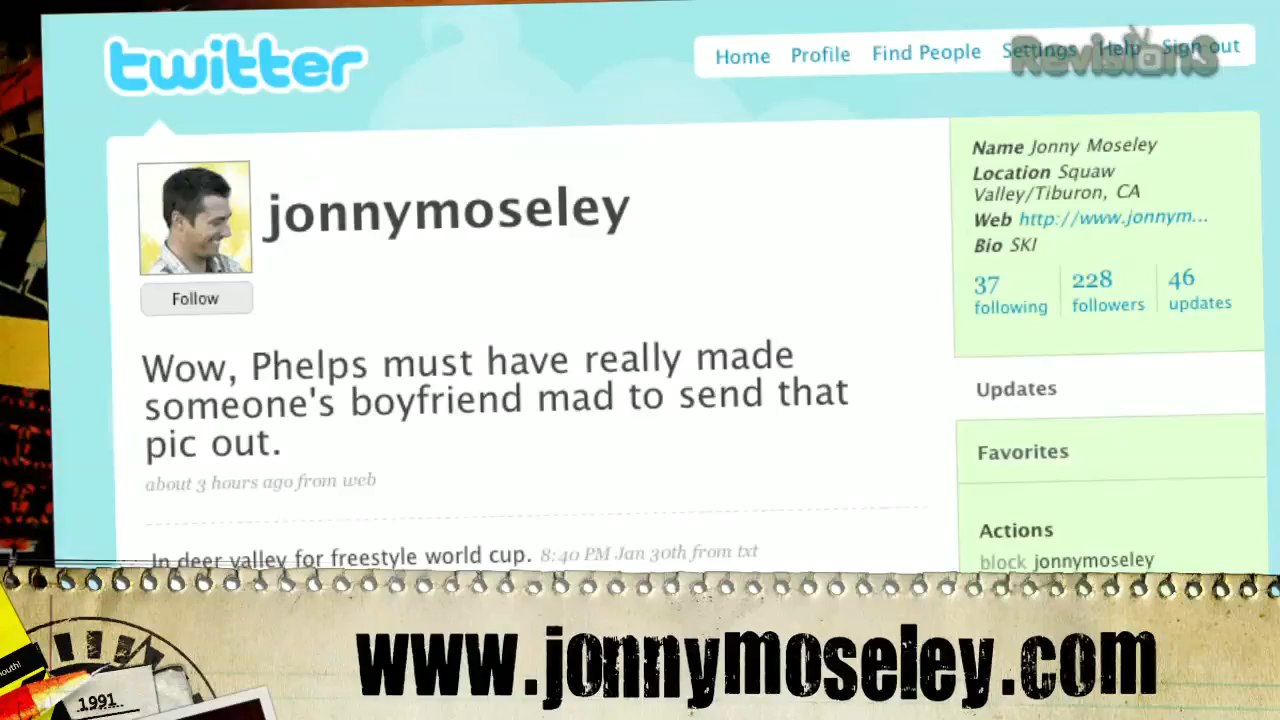 twitter
Home Profile Find People Settings Help Sign out
Revision3
jonnymoseley
Follow
Wow, Phelps must have really made
someone's boyfriend mad to send that
pic out.
about 3 hours ago from web
In deer valley for freestyle world cup. 8:40 PM Jan 30th from txt
Name Jonny Moseley
Location Squaw
Valley/Tiburon, CA
Web http://www.jonnym...
Bio SKI
37 228 46
following followers updates
Updates
Favorites
Actions
block jonnymoseley
www.jonnymoseley.com
1991